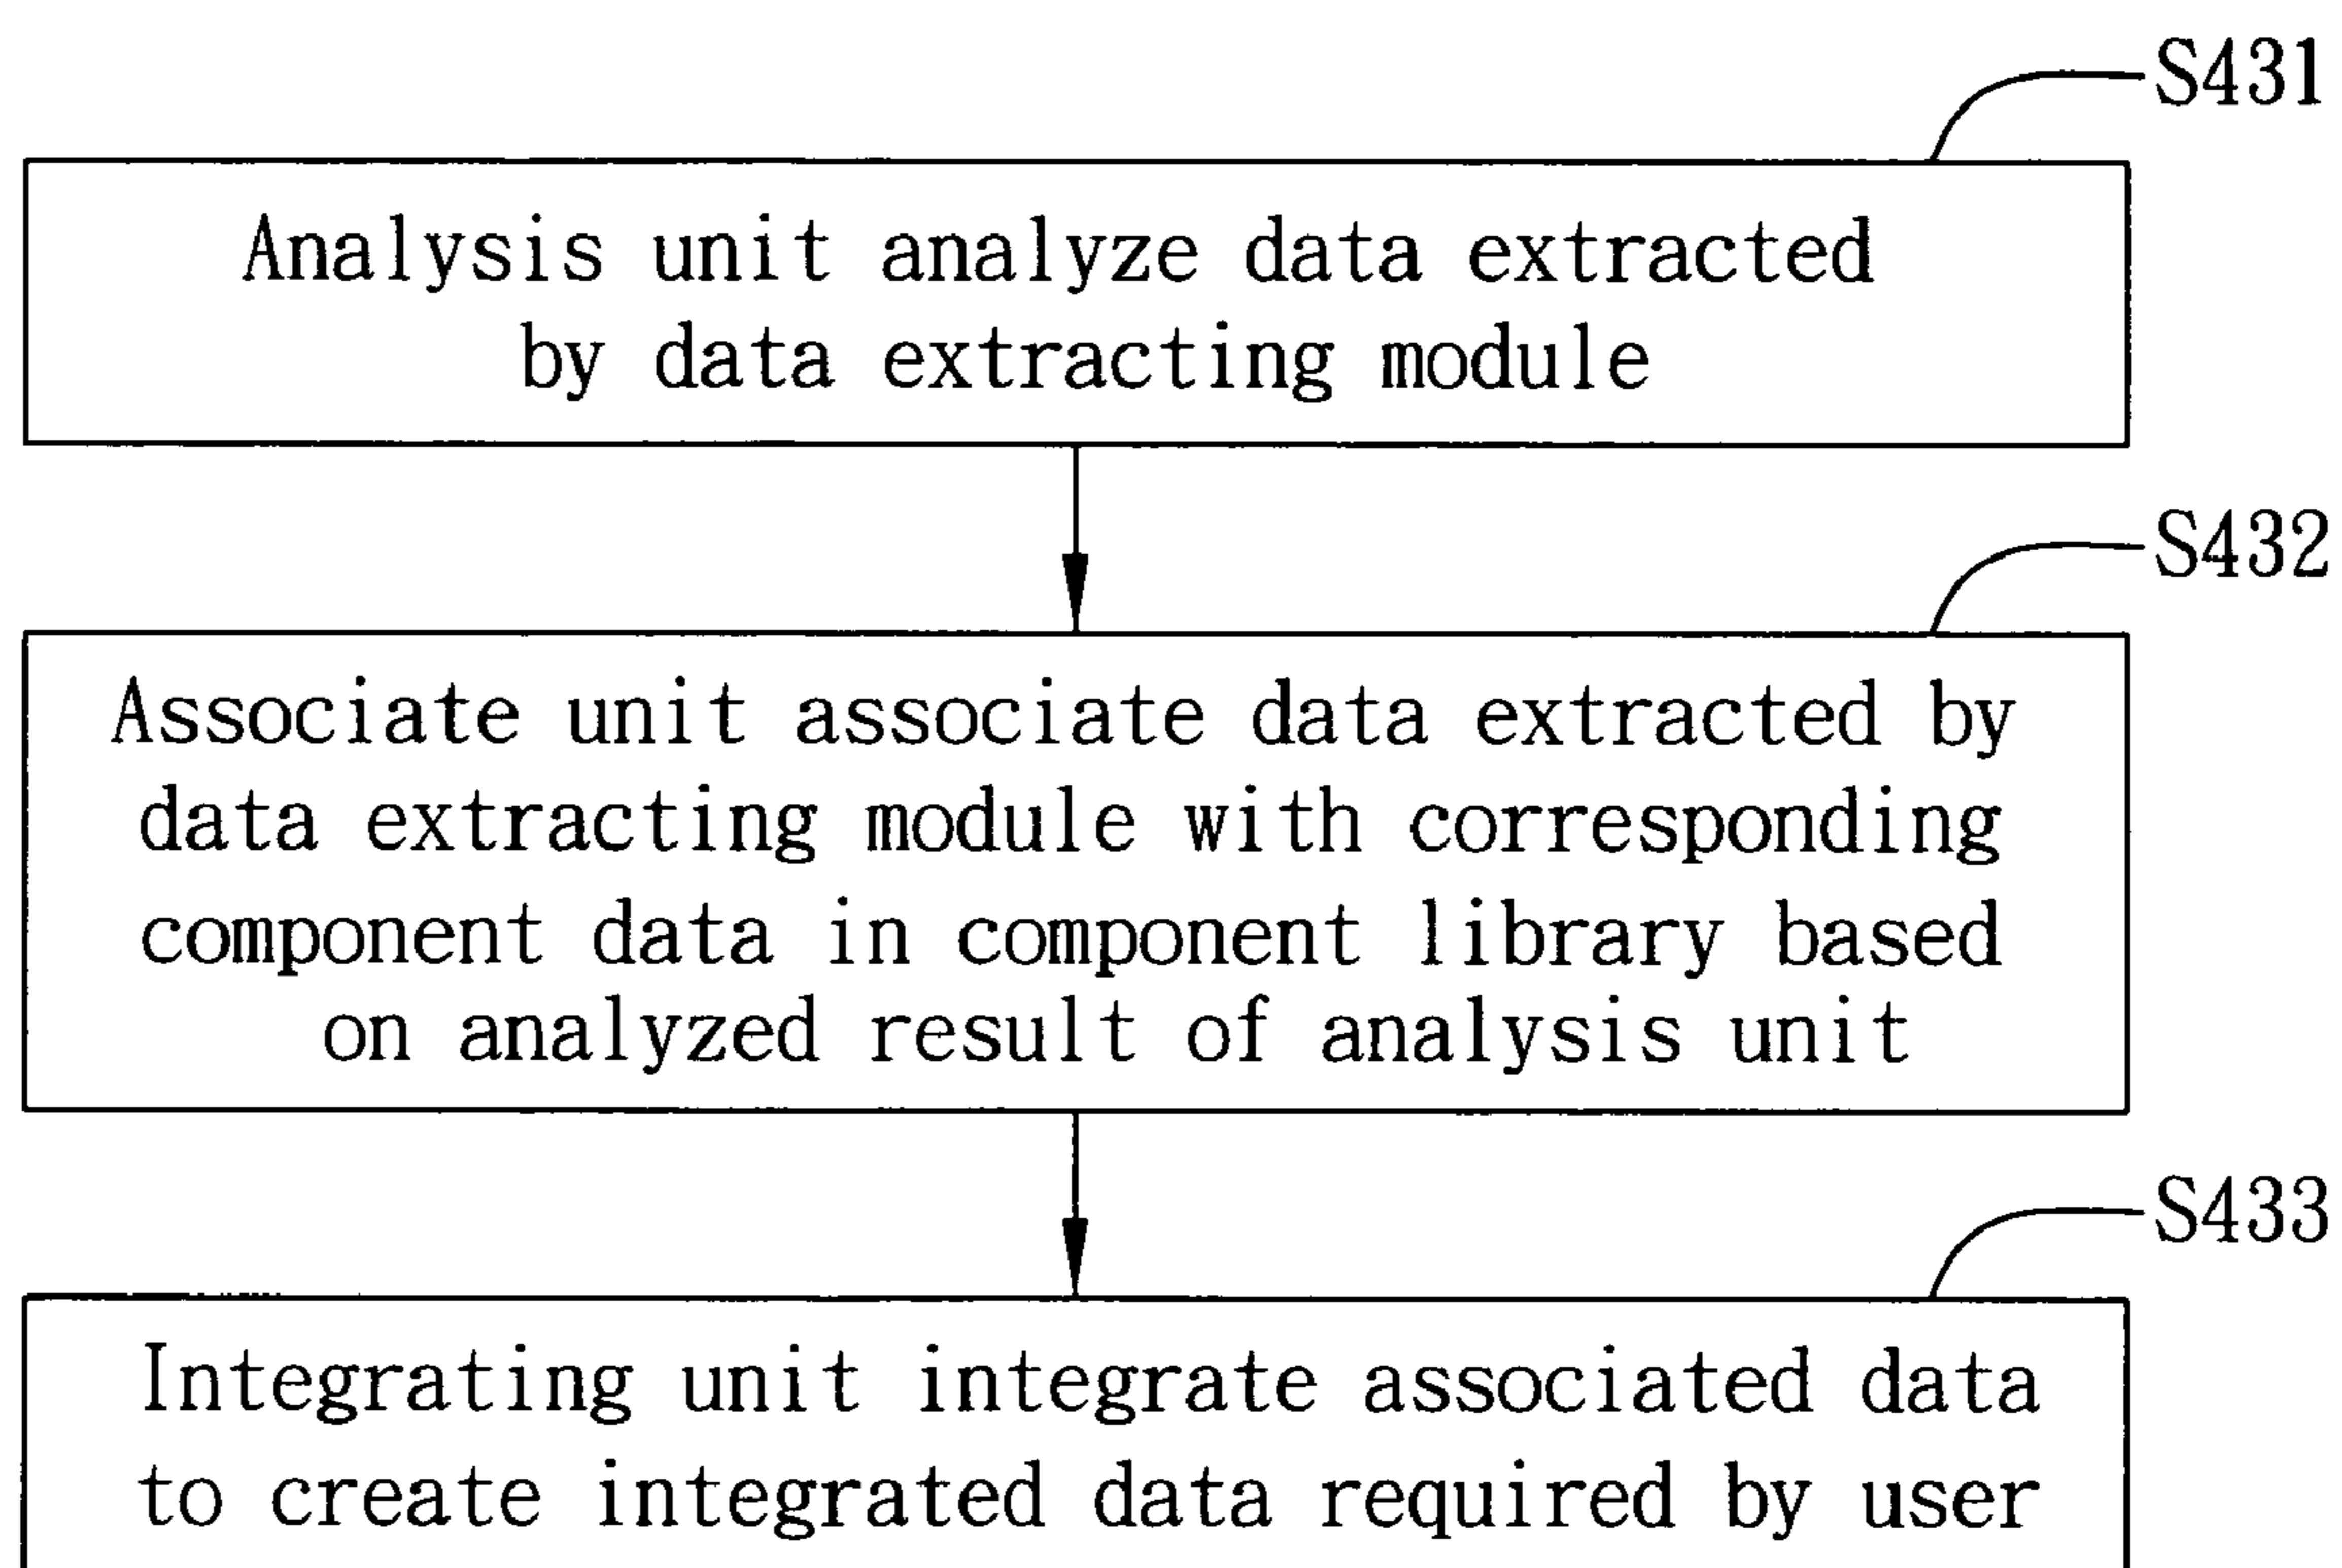 S431
Analysis unit analyze data extracted
by data extracting module
S432
Associate unit associate data extracted by
data extracting module with corresponding
component data in component library based
on analyzed result of analysis unit
S433
Integrating unit integrate associated data
to create integrated data required by user